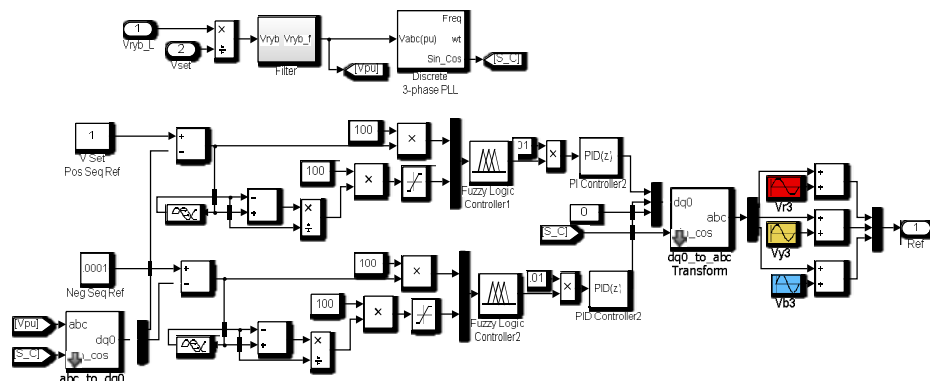 1
Vryb_L
2
Vset
×
÷
Vryb Vryb_f
Filter
[Vpu]
Freq
Vabc(pu)
wt
Sin_Cos
Discrete
3-phase PLL
[S_C]
1
V Set
Pos Seq Ref
+
−
100
×
100
×
−
+
×
÷
Fuzzy Logic
Controller1
.01
×
PID(z)
PI Controller2
0
[S_C]
dq0
abc
_cos
dq0_to_abc
Transform
Vr3
Vy3
Vb3
+
+
+
+
+
+
1
Ref
.0001
Neg Seq Ref
+
−
100
×
100
×
−
+
×
÷
Fuzzy Logic
Controller2
.01
×
PID(z)
PID Controller2
[Vpu]
[S_C]
abc
dq0
_cos
abc_to_dq0